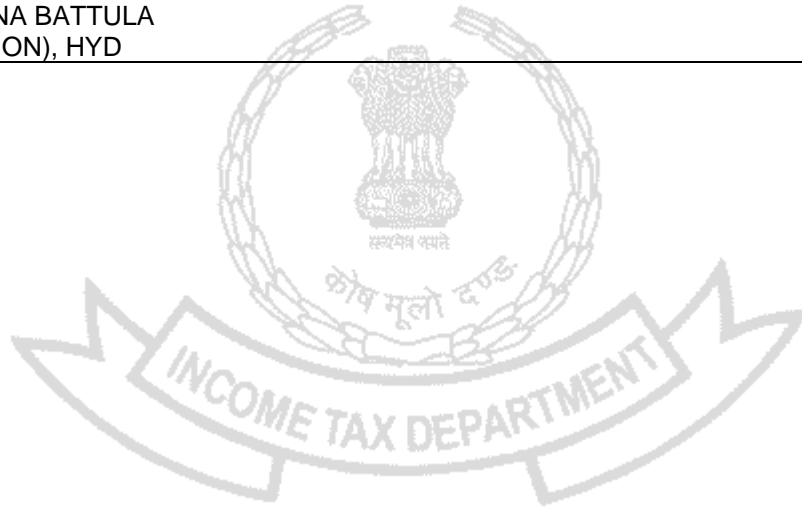 NA BATTULA
ON), HYD
सत्यमेव जयते
कोष मूलो दण्डः
INCOME TAX DEPARTMENT